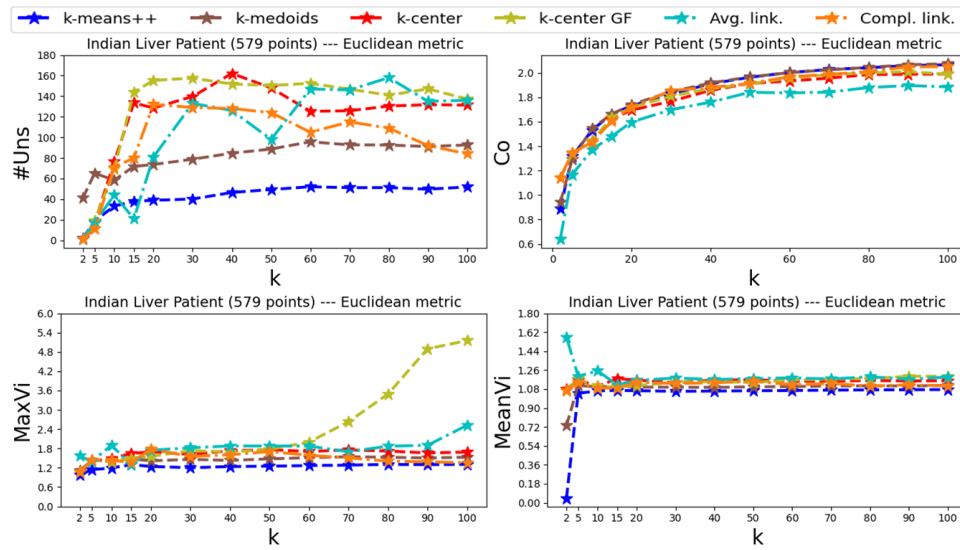 k-means++ k-medoids k-center k-center GF Avg. link. Compl. link.
Indian Liver Patient (579 points) --- Euclidean metric
#Uns
180
160
140
120
100
80
60
40
20
0
2 5 10 15 20 30 40 50 60 70 80 90 100
k
Indian Liver Patient (579 points) --- Euclidean metric
Co
2.0
1.8
1.6
1.4
1.2
1.0
0.8
0.6
0 20 40 60 80 100
k
Indian Liver Patient (579 points) --- Euclidean metric
MaxVi
6.0
5.4
4.8
4.2
3.6
3.0
2.4
1.8
1.2
0.6
0.0
2 5 10 15 20 30 40 50 60 70 80 90 100
k
Indian Liver Patient (579 points) --- Euclidean metric
MeanVi
1.80
1.62
1.44
1.26
1.08
0.90
0.72
0.54
0.36
0.18
0.00
2 5 10 15 20 30 40 50 60 70 80 90 100
k